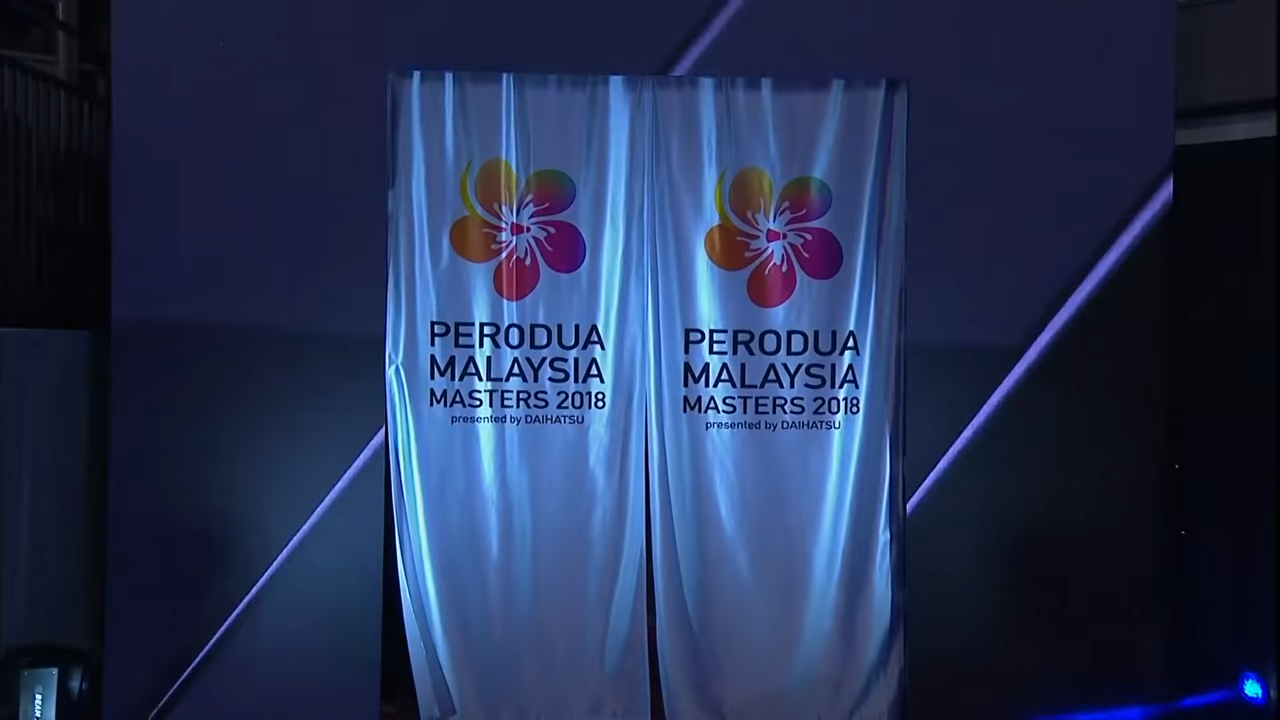 PERODUA
MALAYSIA
MASTERS 2018
presented by DAIHATSU
PERODUA
MALAYSIA
MASTERS 2018
presented by DAIHATSU